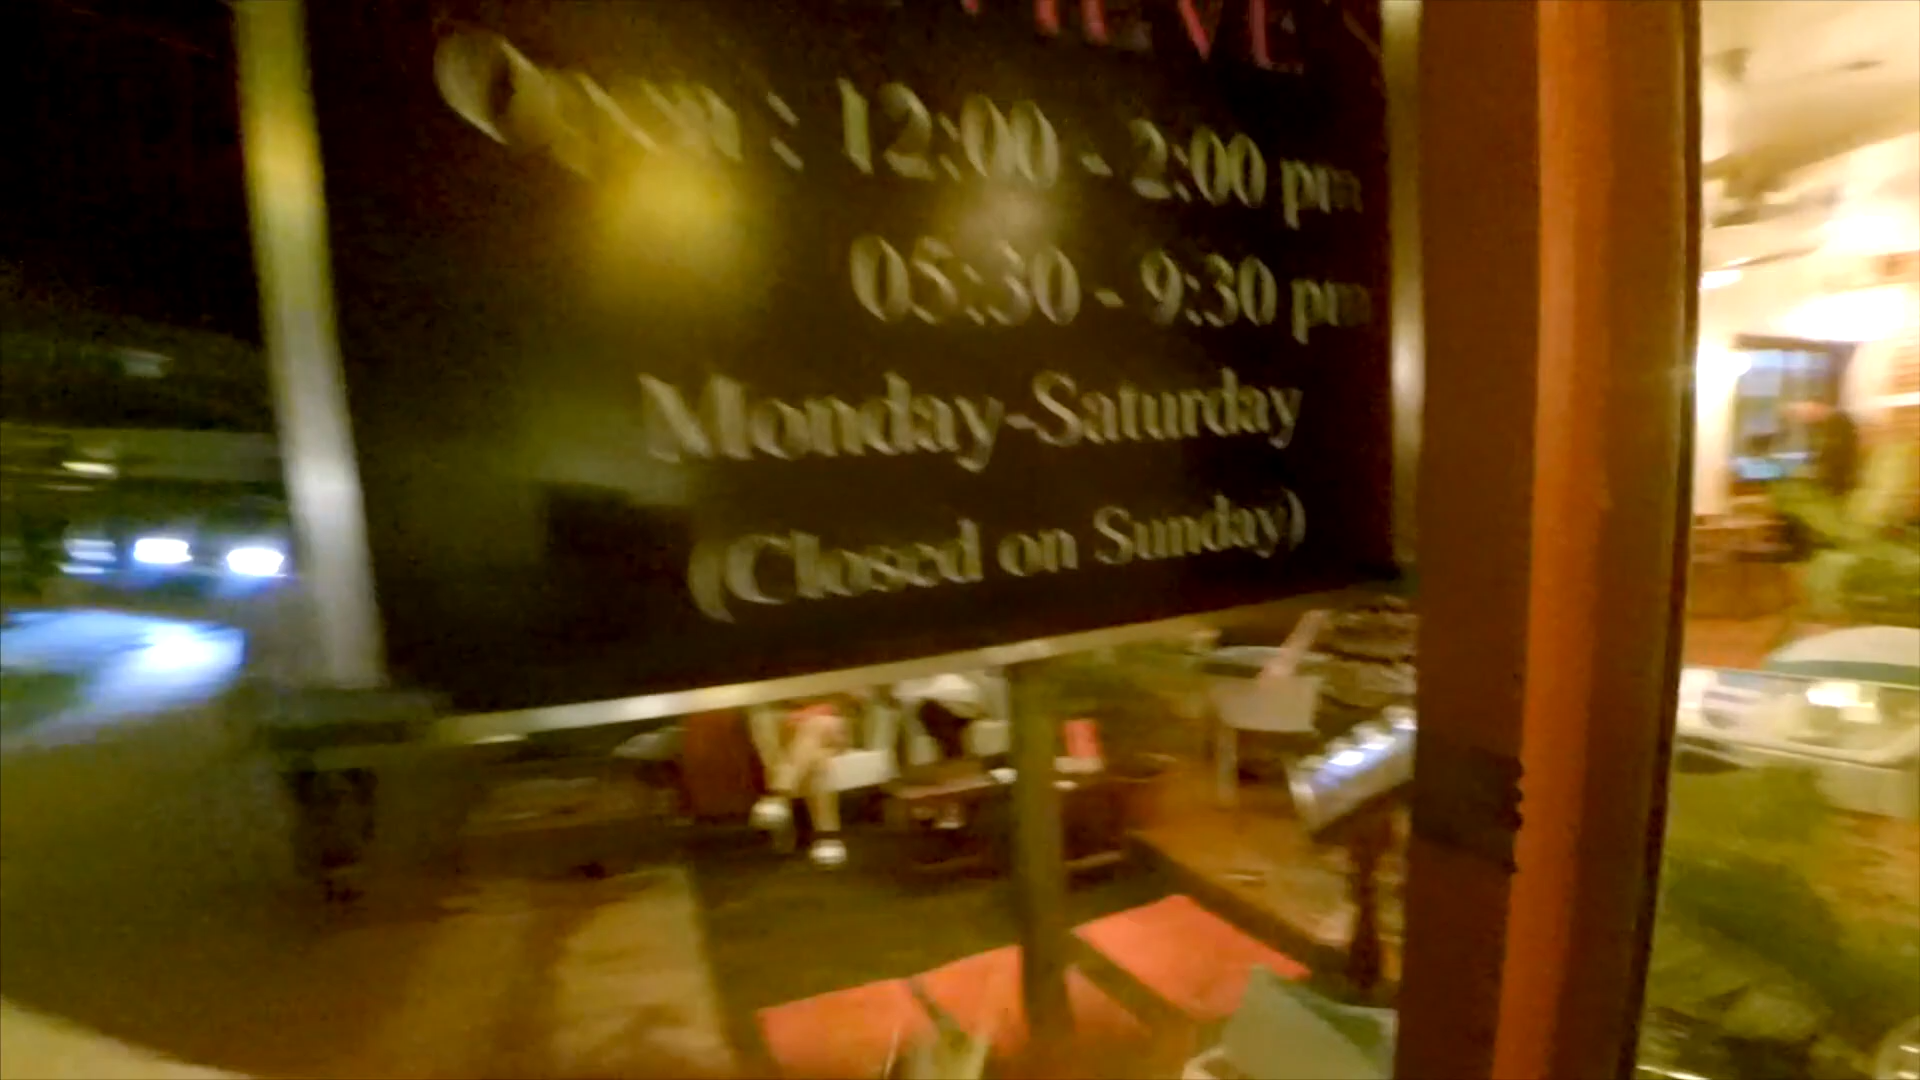 Open : 12:00 - 2:00 pm
05:30 - 9:30 pm
Monday-Saturday
(Closed on Sunday)